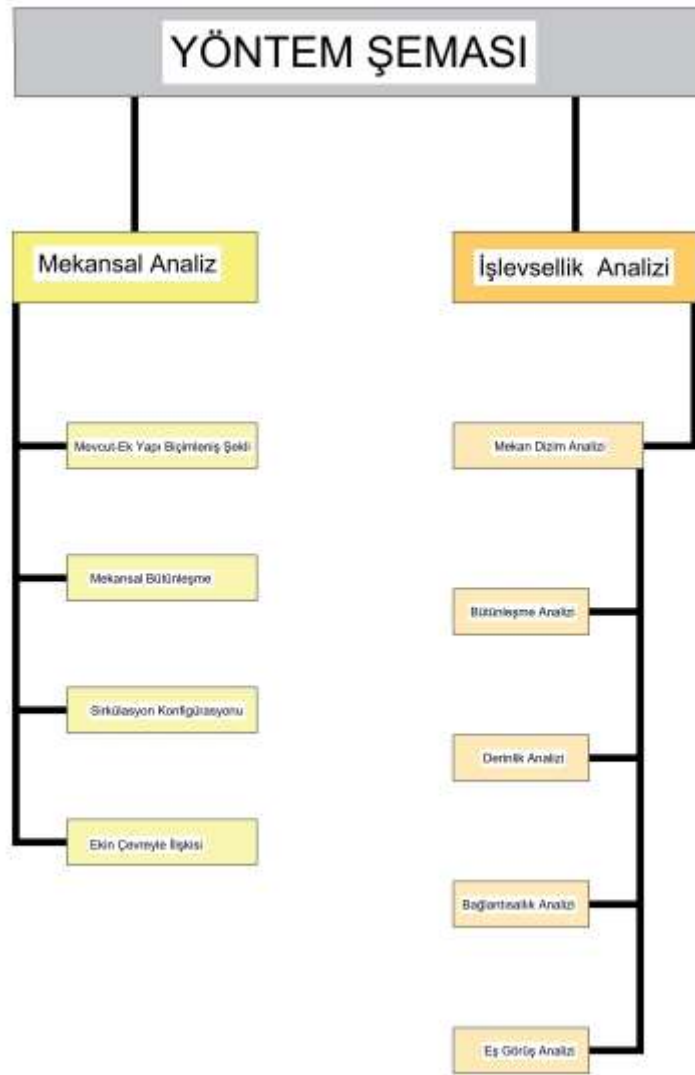 YÖNTEM ŞEMASI
Mekansal Analiz
Mevcut-Ek Yapı Biçimleniş Şekli
Mekansal Bütünleşme
Sirkülasyon Konfigürasyonu
Ekin Çevreyle İlişkisi
İşlevsellik Analizi
Mekan Dizim Analizi
Bütünleşme Analizi
Derinlik Analizi
Bağlantısallık Analizi
Eş Görüş Analizi